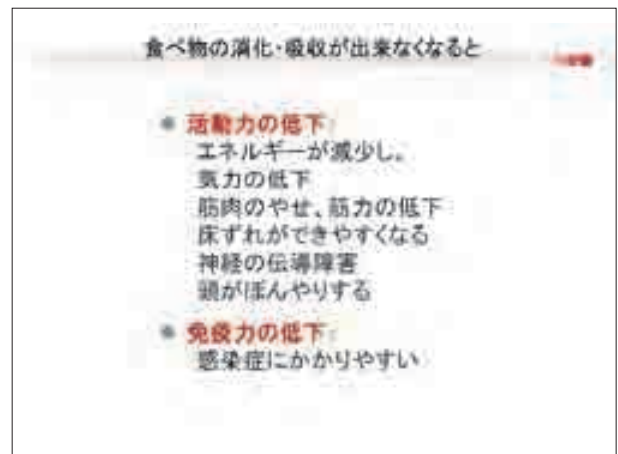 食べ物の消化・吸収が出来なくなると
● 活動力の低下:
エネルギーが減少し。
気力の低下
筋肉のやせ、筋力の低下
床ずれができやすくなる
神経の伝導障害
頭がぼんやりする
● 免疫力の低下:
感染症にかかりやすい